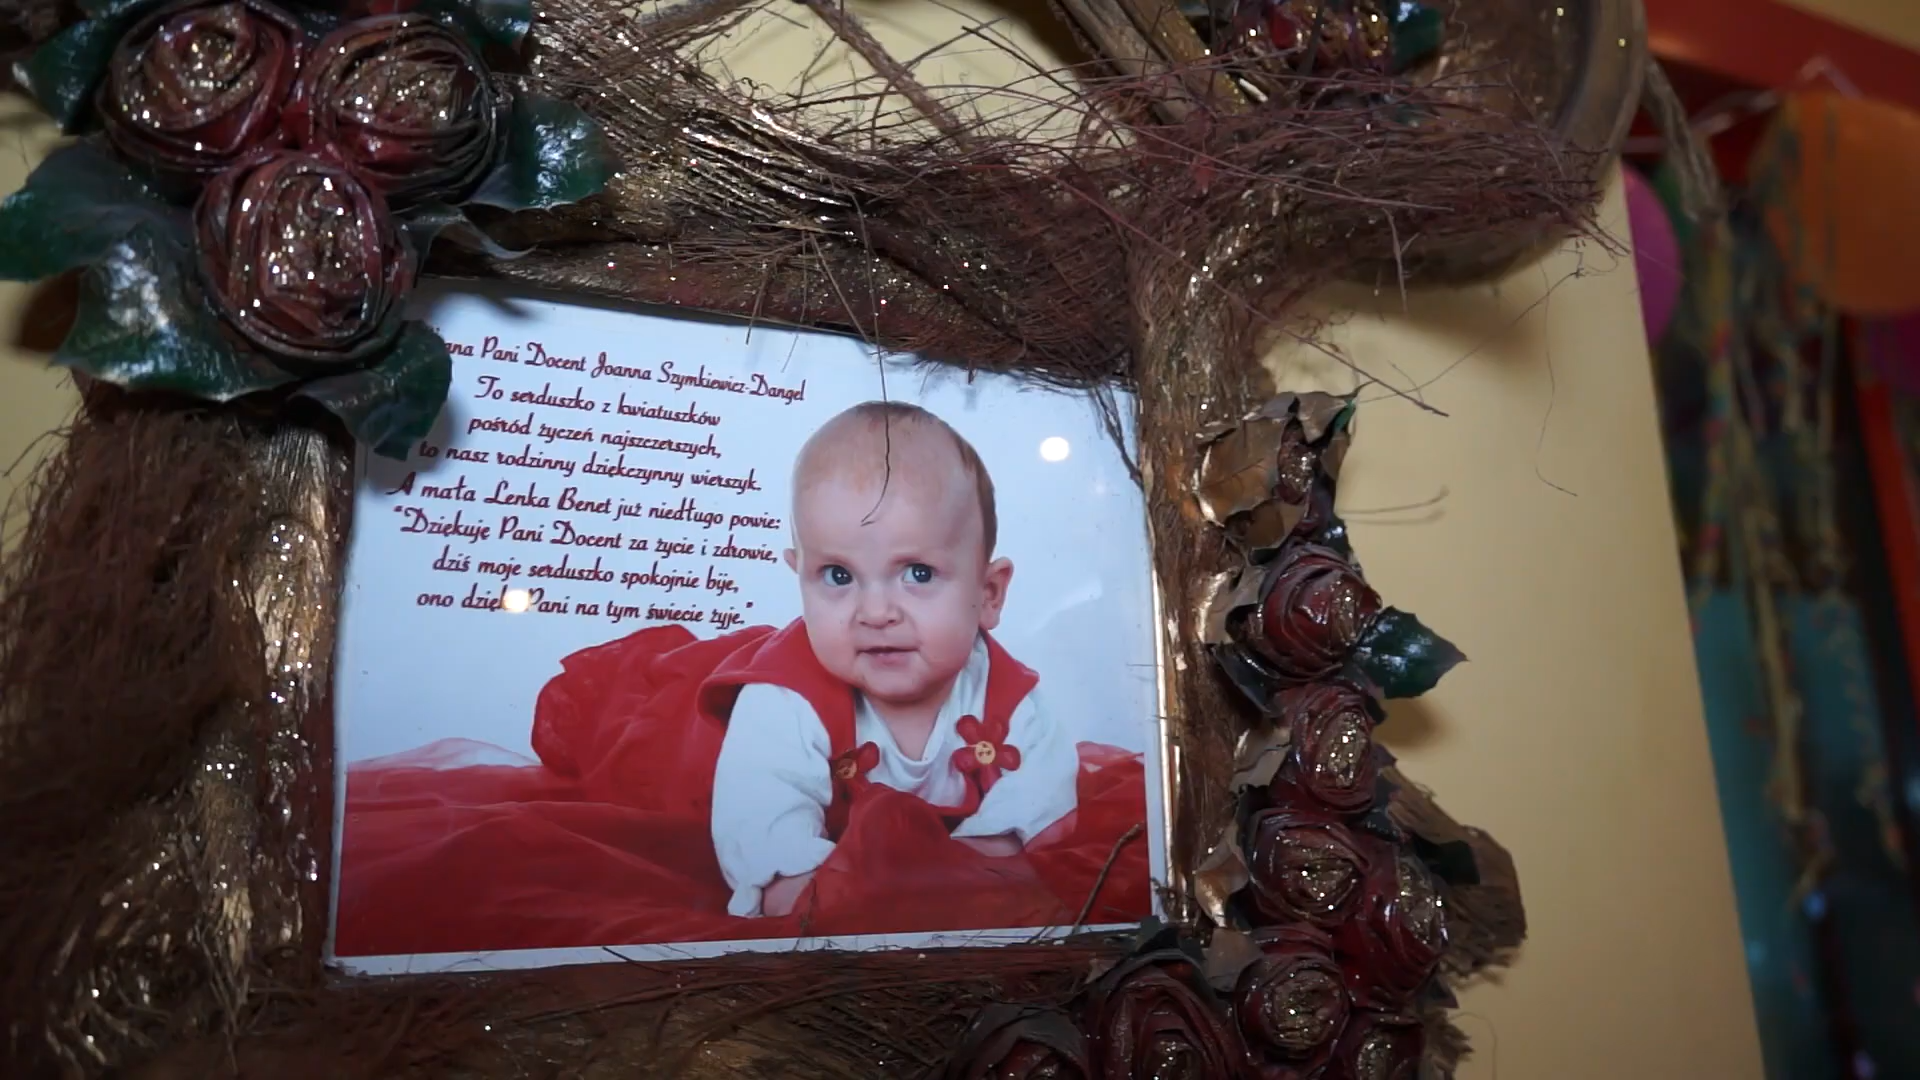 Pani Docent Joanna Szymkiewicz-Dangel
To serduszko z kwiatuszków
pośród życzeń najszczerszych,
to nasz rodzinny dziękczynny wierszyk.
A mała Lenka Benet już niedługo powie:
"Dziękuję Pani Docent za życie i zdrowie,
dziś moje serduszko spokojnie bije,
ono Pani na tym świecie żyje."